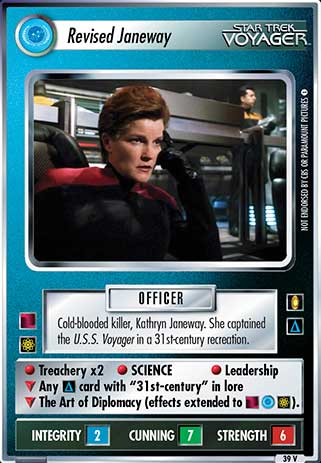 Revised Janeway
STAR TREK
VOYAGER
NOT ENDORSED BY CBS OR PARAMOUNT PICTURES
OFFICER
Cold-blooded killer, Kathryn Janeway. She captained
the U.S.S. Voyager in a 31st-century recreation.
Treachery x2 SCIENCE Leadership
Any card with "31st-century" in lore
The Art of Diplomacy (effects extended to ).
INTEGRITY 2 CUNNING 7 STRENGTH 6
39 V